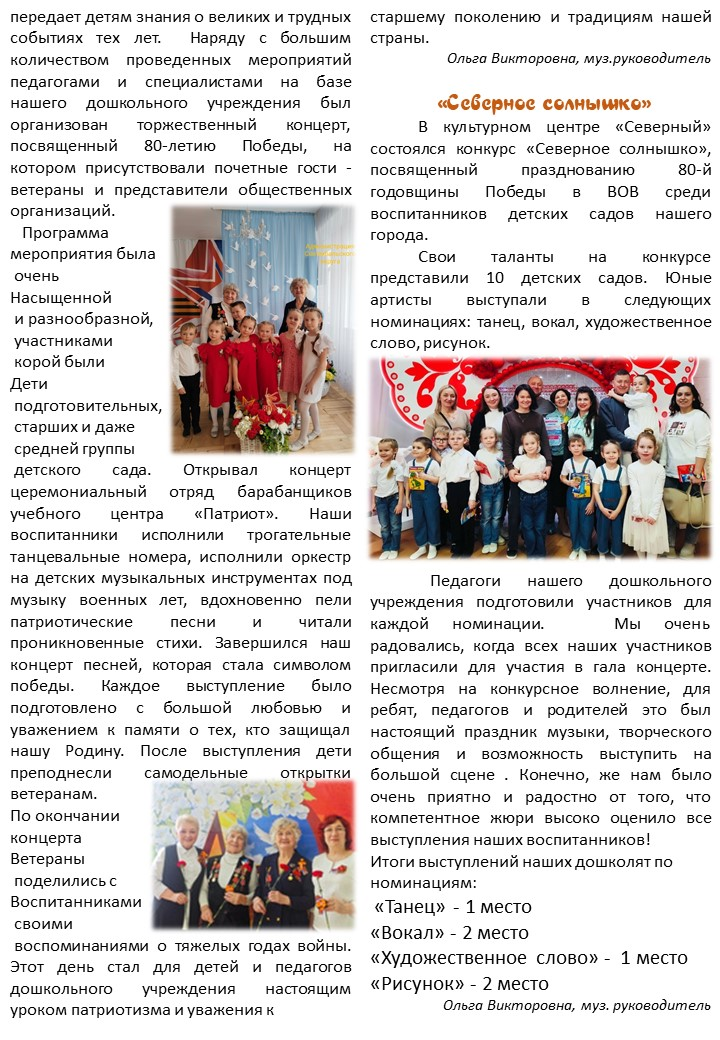 передает детям знания о великих и трудных
событиях тех лет. Наряду с большим
количеством проведенных мероприятий
педагогами и специалистами на базе
нашего дошкольного учреждения был
организован торжественный концерт,
посвященный 80-летию Победы, на
котором присутствовали почетные гости -
ветераны и представители общественных
организаций.
Программа
мероприятия была
очень
Насыщенной
и разнообразной,
участниками
корой были
Дети
подготовительных,
старших и даже
средней группы
детского сада. Открывал концерт
церемониальный отряд барабанщиков
учебного центра «Патриот». Наши
воспитанники исполнили трогательные
танцевальные номера, исполнили оркестр
на детских музыкальных инструментах под
музыку военных лет, вдохновенно пели
патриотические песни и читали
проникновенные стихи. Завершился наш
концерт песней, которая стала символом
победы. Каждое выступление было
подготовлено с большой любовью и
уважением к памяти о тех, кто защищал
нашу Родину. После выступления дети
преподнесли самодельные открытки
ветеранам.
По окончании
концерта
Ветераны
поделились с
Воспитанниками
своими
воспоминаниями о тяжелых годах войны.
Этот день стал для детей и педагогов
дошкольного учреждения настоящим
уроком патриотизма и уважения к
старшему поколению и традициям нашей
страны.
Ольга Викторовна, муз.руководитель
«Северное солнышко»
В культурном центре «Северный»
состоялся конкурс «Северное солнышко»,
посвященный празднованию 80-й
годовщины Победы в ВОВ среди
воспитанников детских садов нашего
города.
Свои таланты на конкурсе
представили 10 детских садов. Юные
артисты выступали в следующих
номинациях: танец, вокал, художественное
слово, рисунок.
Педагоги нашего дошкольного
учреждения подготовили участников для
каждой номинации. Мы очень
радовались, когда всех наших участников
пригласили для участия в гала концерте.
Несмотря на конкурсное волнение, для
ребят, педагогов и родителей это был
настоящий праздник музыки, творческого
общения и возможность выступить на
большой сцене . Конечно, же нам было
очень приятно и радостно от того, что
компетентное жюри высоко оценило все
выступления наших воспитанников!
Итоги выступлений наших дошколят по
номинациям:
«Танец» - 1 место
«Вокал» - 2 место
«Художественное слово» - 1 место
«Рисунок» - 2 место
Ольга Викторовна, муз. руководитель